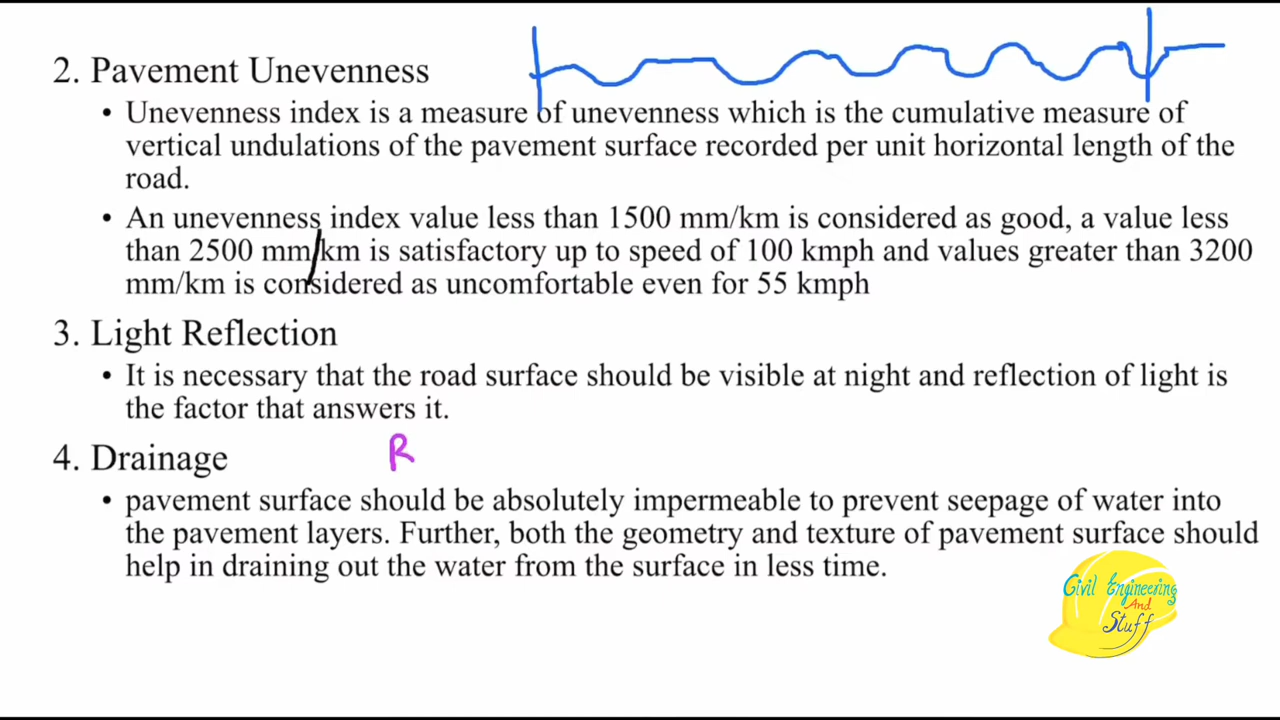 2. Pavement Unevenness
• Unevenness index is a measure of unevenness which is the cumulative measure of
vertical undulations of the pavement surface recorded per unit horizontal length of the
road.
• An unevenness index value less than 1500 mm/km is considered as good, a value less
than 2500 mm/km is satisfactory up to speed of 100 kmph and values greater than 3200
mm/km is considered as uncomfortable even for 55 kmph
3. Light Reflection
• It is necessary that the road surface should be visible at night and reflection of light is
the factor that answers it.
R
4. Drainage
• pavement surface should be absolutely impermeable to prevent seepage of water into
the pavement layers. Further, both the geometry and texture of pavement surface should
help in draining out the water from the surface in less time.
Civil Engineering
And
Stuff